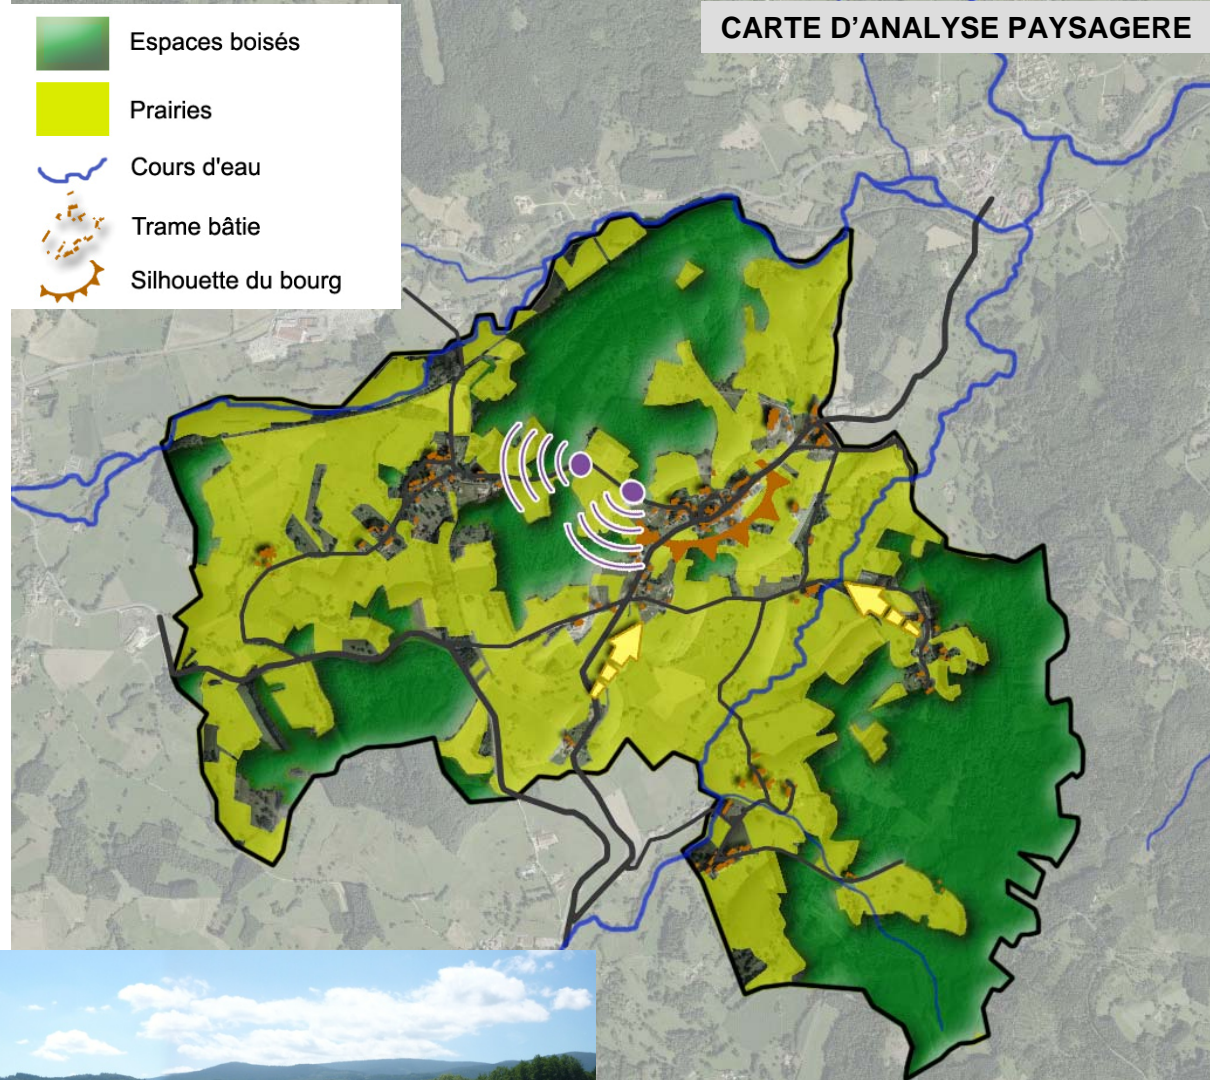 CARTE D'ANALYSE PAYSAGERE
Espaces boisés
Prairies
Cours d'eau
Trame bâtie
Silhouette du bourg